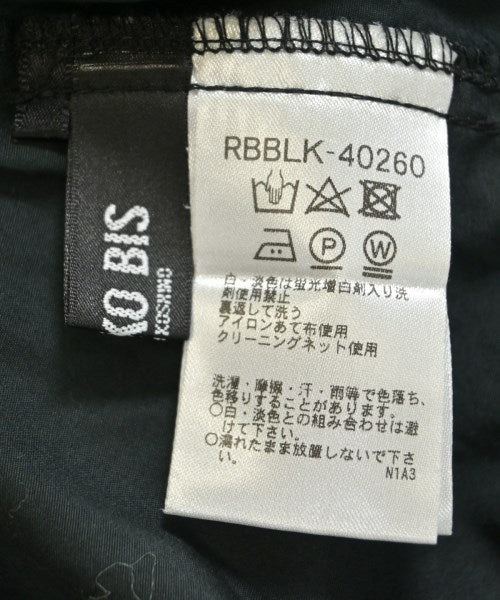 KO BIS
KOSHINO
RBBLK-40260
P
W
白・淡色は蛍光増白剤入り洗
剤使用禁止
裏返して洗う
アイロンあて布使用
クリーニングネット使用
洗濯・摩擦・汗・雨等で色落ち、
色移りすることがあります。
○白・淡色との組み合わせは避
けて下さい。
○濡れたまま放置しないで下さ
い。
N1A3